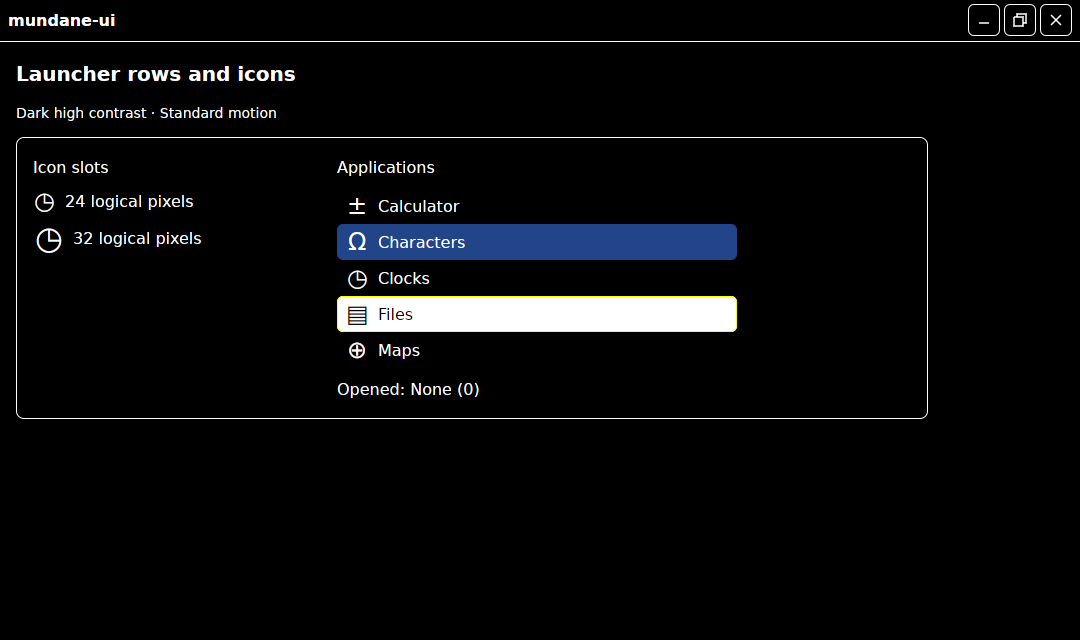 mundane-ui
Launcher rows and icons
Dark high contrast · Standard motion
Icon slots
24 logical pixels
32 logical pixels
Applications
± Calculator
Ω Characters
Clocks
Files
⊕ Maps
Opened: None (0)